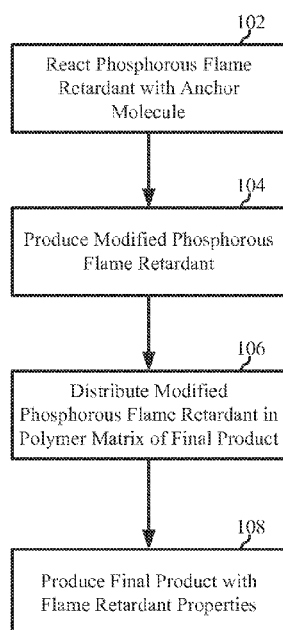 102
React Phosphorous Flame
Retardant with Anchor
Molecule
104
Produce Modified Phosphorous
Flame Retardant
106
Distribute Modified
Phosphorous Flame Retardant in
Polymer Matrix of Final Product
108
Produce Final Product with
Flame Retardant Properties